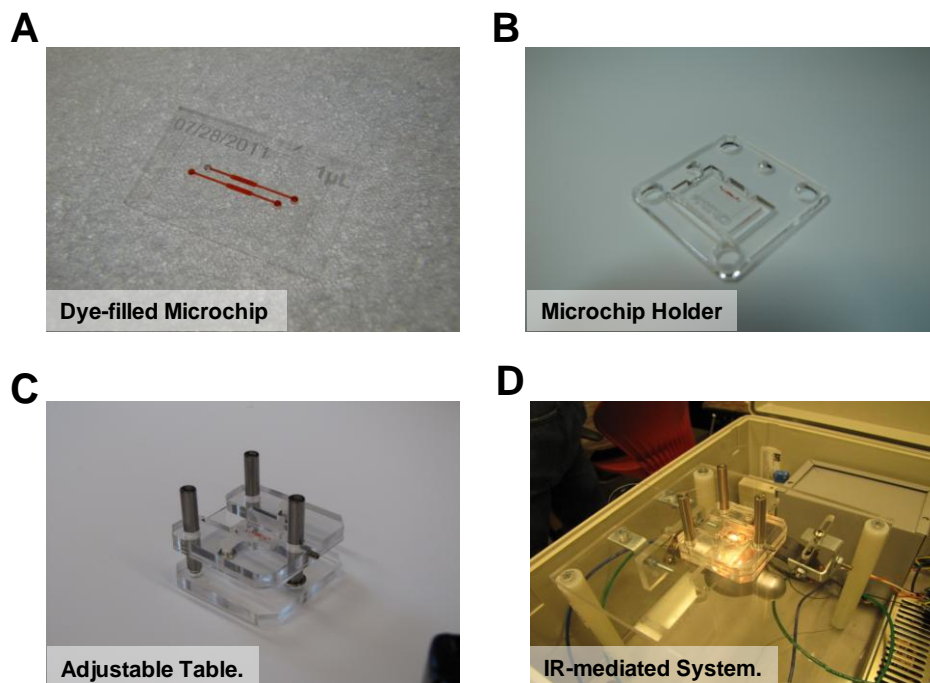 A
07/28/2011
1µL
Dye-filled Microchip
B
Microchip Holder
C
Adjustable Table.
D
IR-mediated System.